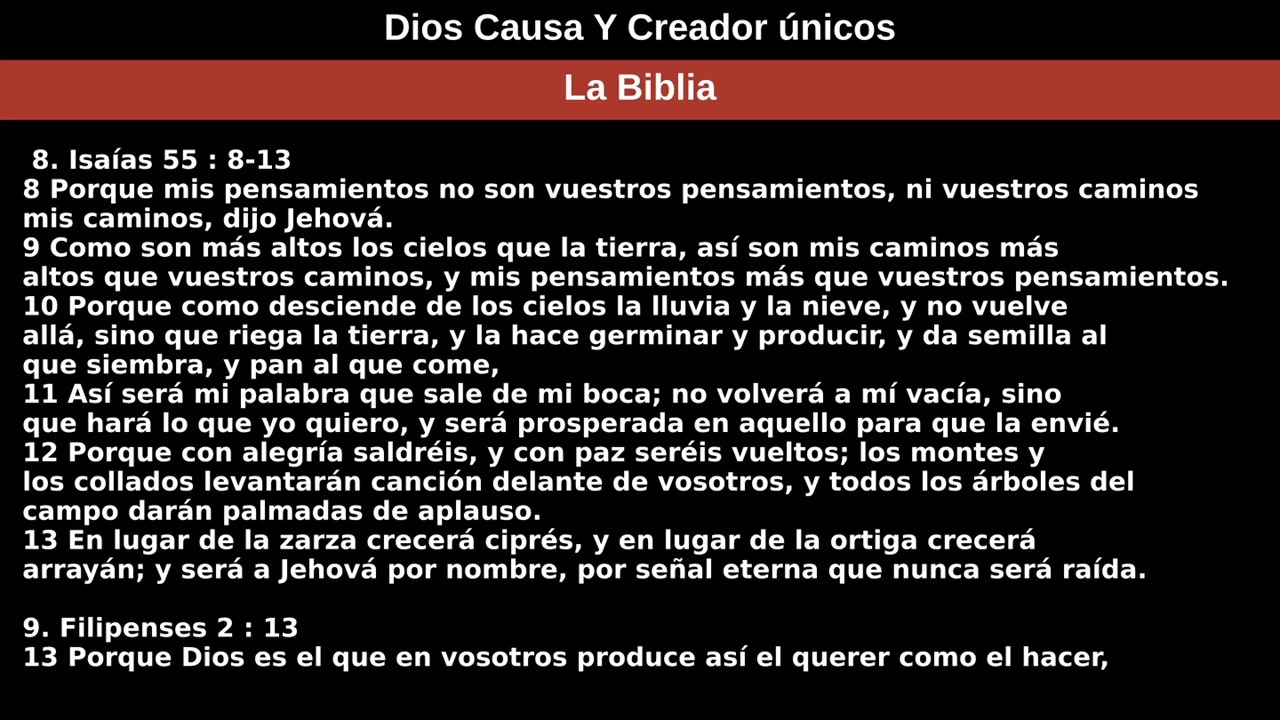 Dios Causa Y Creador únicos
La Biblia
8. Isaías 55 : 8-13
8 Porque mis pensamientos no son vuestros pensamientos, ni vuestros caminos
mis caminos, dijo Jehová.
9 Como son más altos los cielos que la tierra, así son mis caminos más
altos que vuestros caminos, y mis pensamientos más que vuestros pensamientos.
10 Porque como desciende de los cielos la lluvia y la nieve, y no vuelve
allá, sino que riega la tierra, y la hace germinar y producir, y da semilla al
que siembra, y pan al que come,
11 Así será mi palabra que sale de mi boca; no volverá a mí vacía, sino
que hará lo que yo quiero, y será prosperada en aquello para que la envié.
12 Porque con alegría saldréis, y con paz seréis vueltos; los montes y
los collados levantarán canción delante de vosotros, y todos los árboles del
campo darán palmadas de aplauso.
13 En lugar de la zarza crecerá ciprés, y en lugar de la ortiga crecerá
arrayán; y será a Jehová por nombre, por señal eterna que nunca será raída.
9. Filipenses 2 : 13
13 Porque Dios es el que en vosotros produce así el querer como el hacer,